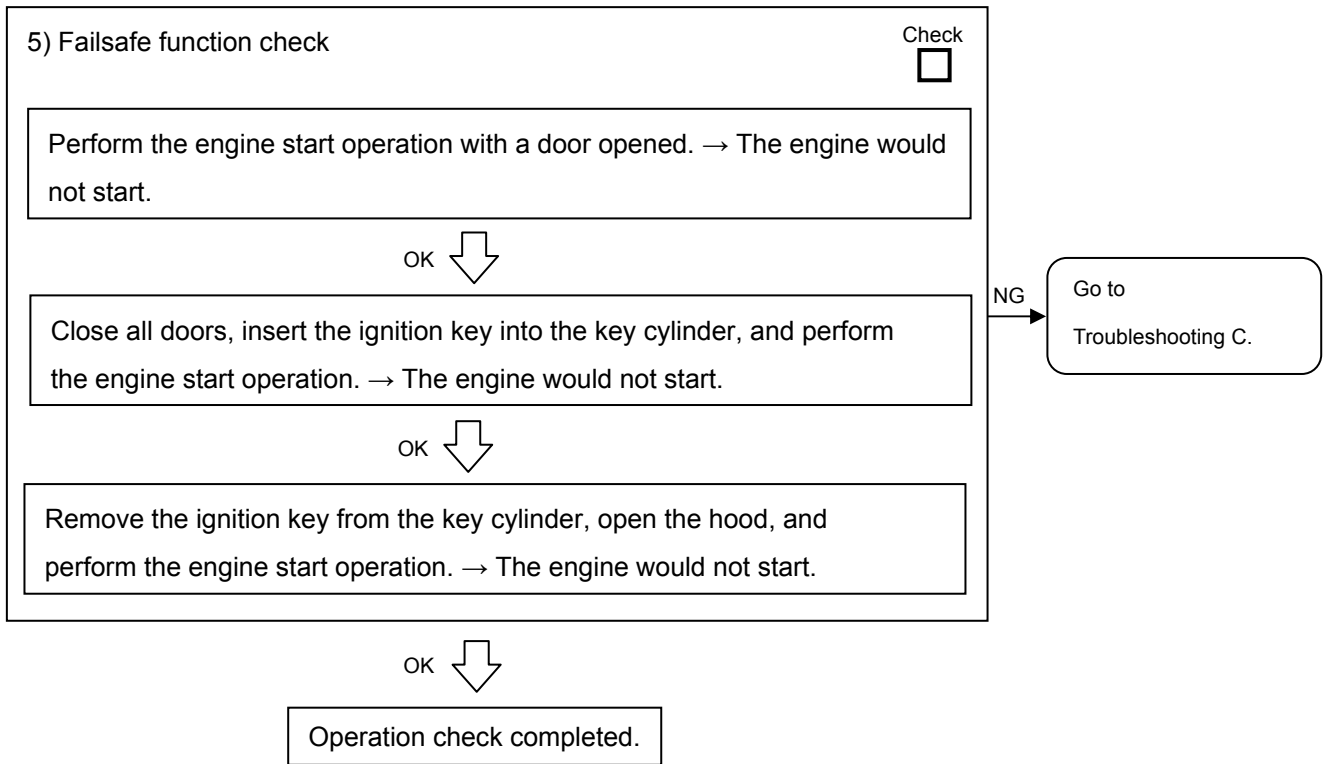 5) Failsafe function check
Check
Perform the engine start operation with a door opened. → The engine would
not start.
OK
Close all doors, insert the ignition key into the key cylinder, and perform
the engine start operation. → The engine would not start.
NG
Go to
Troubleshooting C.
OK
Remove the ignition key from the key cylinder, open the hood, and
perform the engine start operation. → The engine would not start.
OK
Operation check completed.